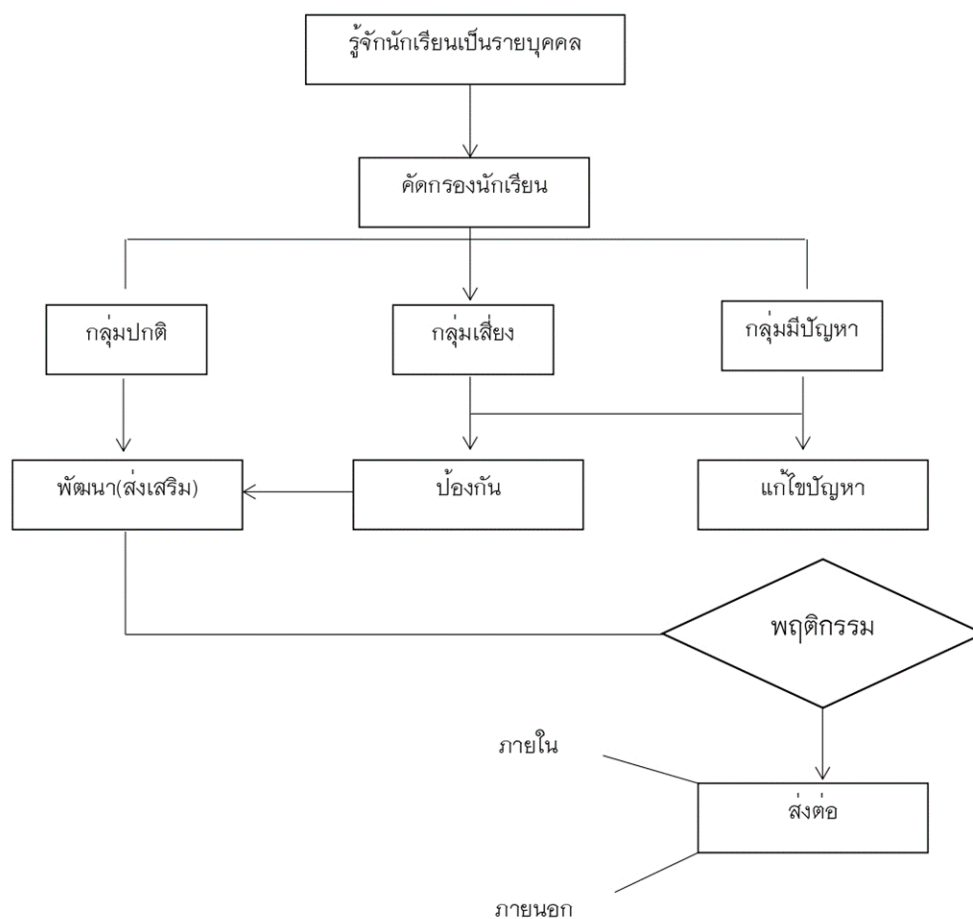 รู้จักนักเรียนเป็นรายบุคคล
คัดกรองนักเรียน
กลุ่มปกติ
กลุ่มเสี่ยง
กลุ่มมีปัญหา
พัฒนา(ส่งเสริม)
ป้องกัน
แก้ไขปัญหา
พฤติกรรม
ภายใน
ส่งต่อ
ภายนอก